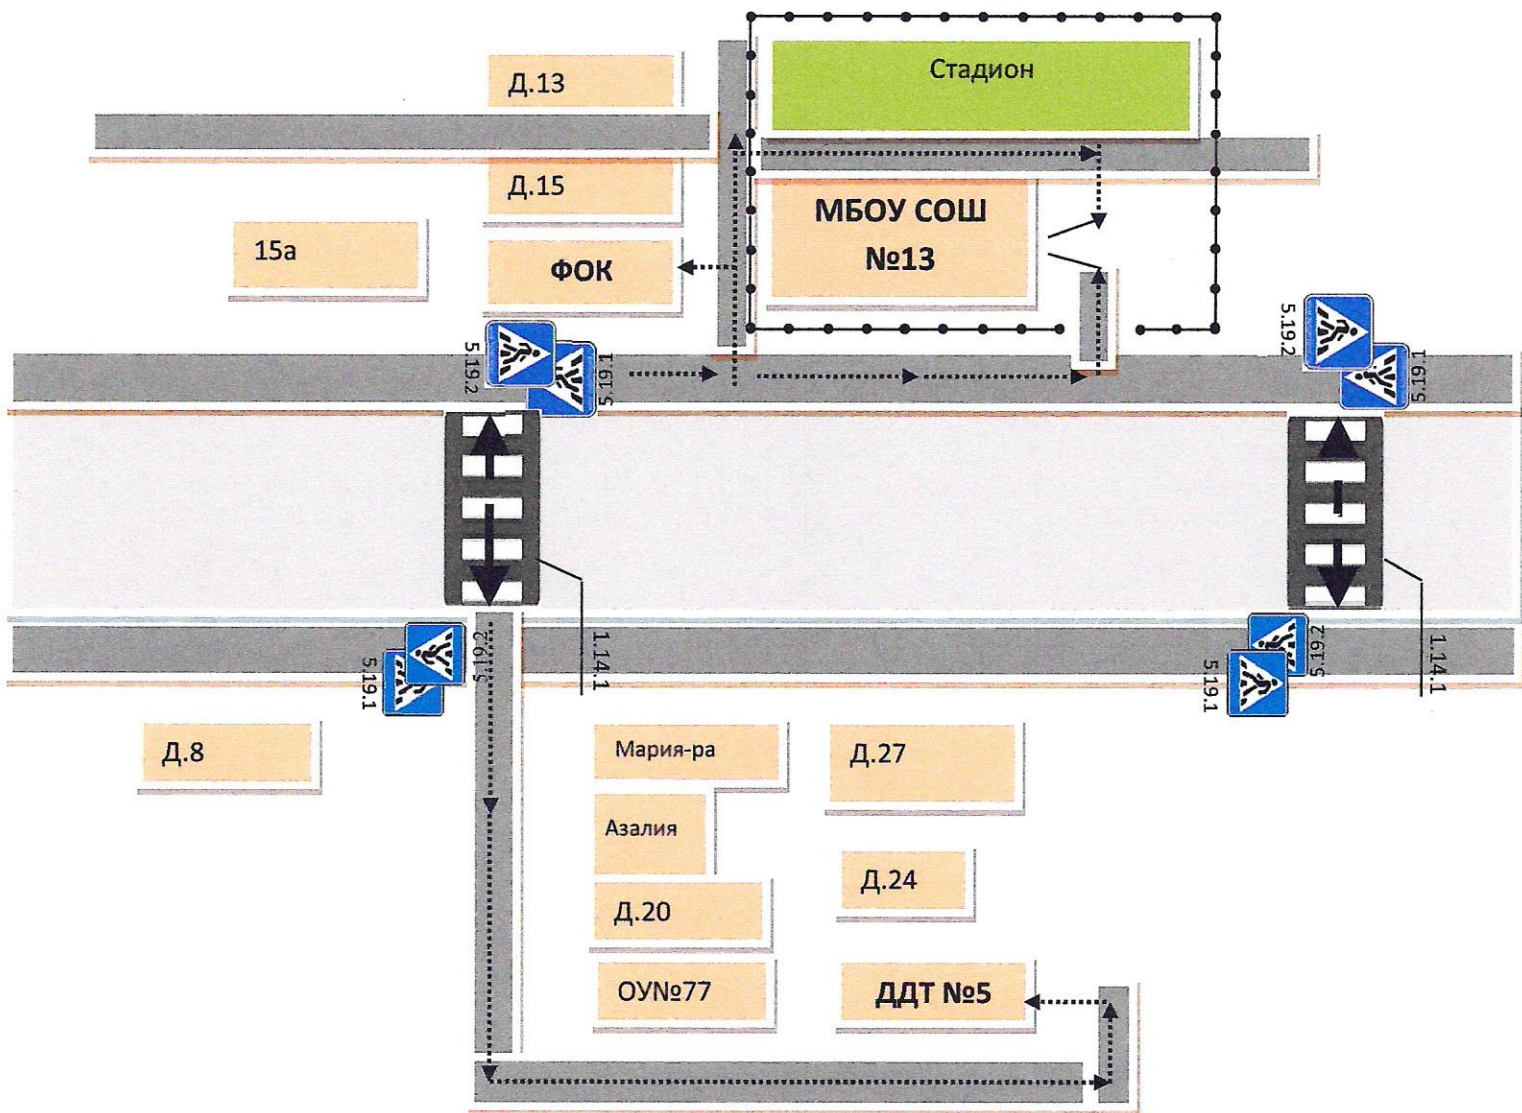 Стадион
Д.13
Д.15
МБОУ СОШ
№13
15а
ФОК
5.19.2
5.19.1
5.19.2
5.19.1
1.14.1
1.14.1
5.19.2
5.19.1
5.19.2
5.19.1
Д.8
Мария-ра
Д.27
Азалия
Д.24
Д.20
ОУ№77
ДДТ №5